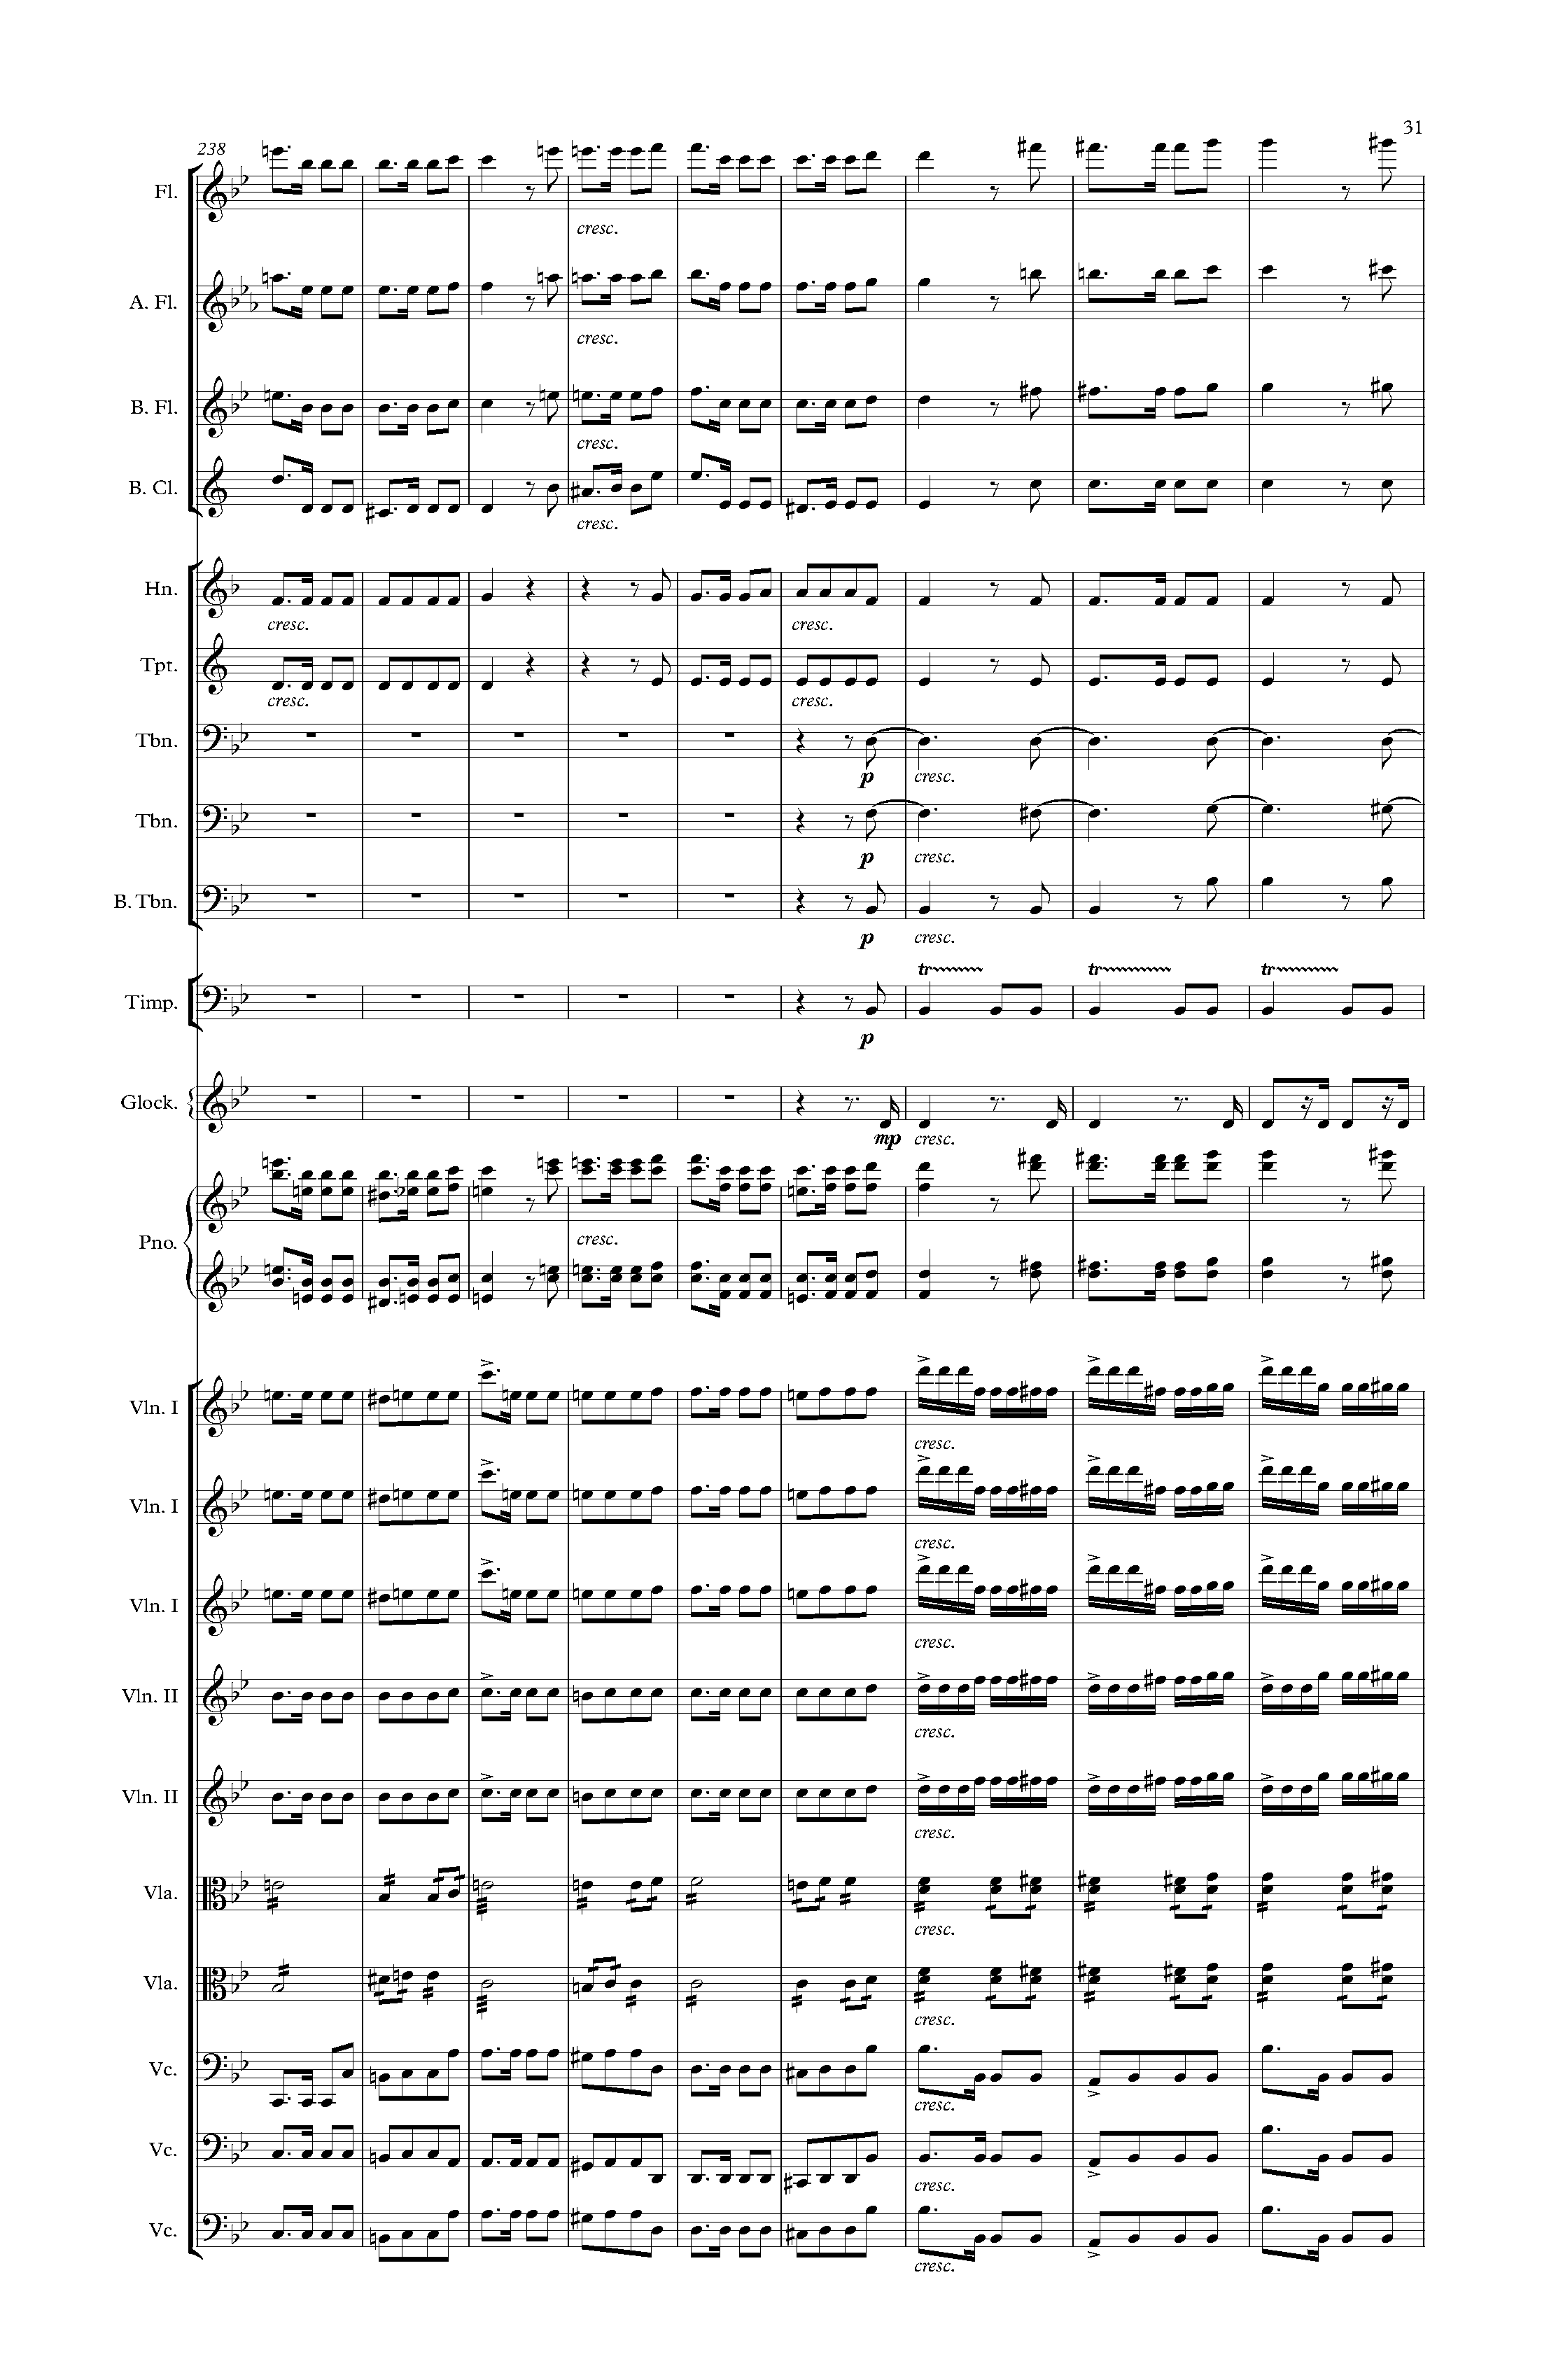 31
238
Fl.
cresc.
A. Fl.
cresc.
B. Fl.
cresc.
B. Cl.
cresc.
Hn.
cresc. cresc.
Tpt.
cresc. cresc.
Tbn.
p cresc.
Tbn.
p cresc.
B. Tbn.
p cresc.
tr tr tr
Timp.
p
Glock.
mp cresc.
Pno.
cresc.
Vln. I
cresc.
Vln. I
cresc.
Vln. I
cresc.
Vln. II
cresc.
Vln. II
cresc.
Vla.
cresc.
Vla.
cresc.
Vc.
cresc.
Vc.
cresc.
Vc.
cresc.